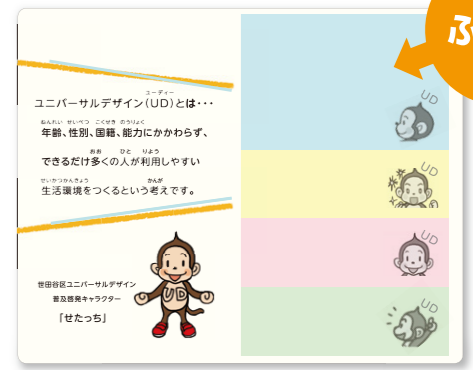 ぶ
ユーディー
ユニバーサルデザイン(UD)とは・・・
ねんれい せいべつ こくせき のうりょく
年齢、性別、国籍、能力にかかわらず、
おお ひと りよう
できるだけ多くの人が利用しやすい
せいかつかんきょう かんが
生活環境をつくるという考えです。
世田谷区ユニバーサルデザイン
普及啓発キャラクター
「せたっち」
UD
UD
UD
UD
UD